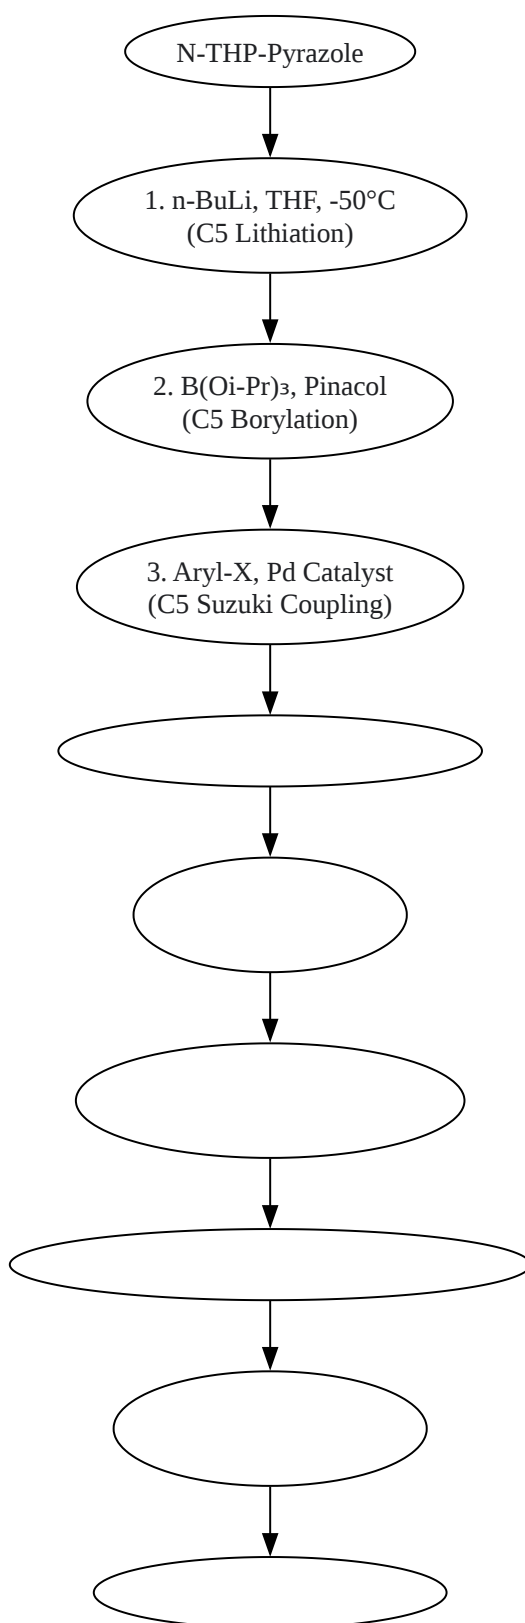 N-THP-Pyrazole
1. n-BuLi, THF, -50°C
(C5 Lithiation)
2. B(Oi-Pr)₃, Pinacol
(C5 Borylation)
3. Aryl-X, Pd Catalyst
(C5 Suzuki Coupling)